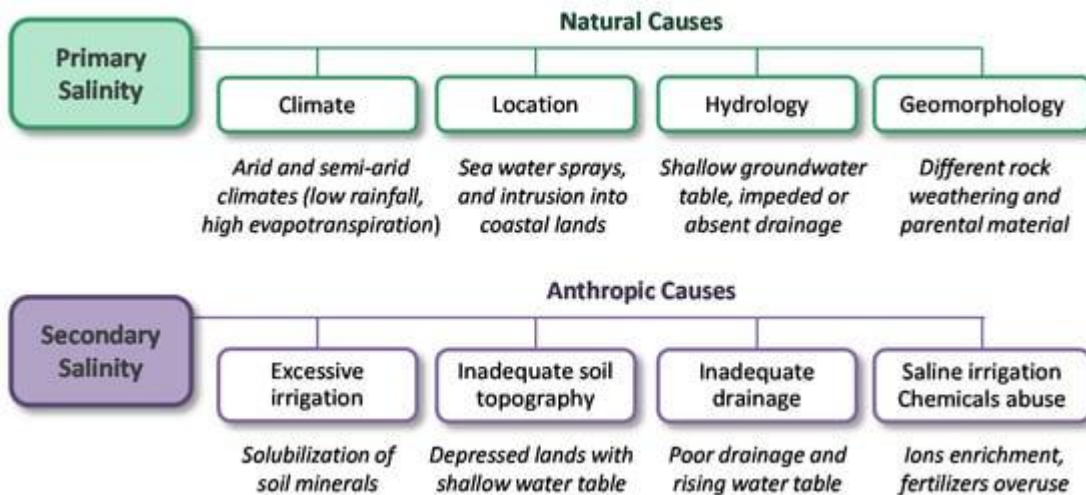 Natural Causes
Primary
Salinity
Climate
Location
Hydrology
Geomorphology
Arid and semi-arid
climates (low rainfall,
high evapotranspiration)
Sea water sprays,
and intrusion into
coastal lands
Shallow groundwater
table, impeded or
absent drainage
Different rock
weathering and
parental material
Anthropic Causes
Secondary
Salinity
Excessive
irrigation
Inadequate soil
topography
Inadequate
drainage
Saline irrigation
Chemicals abuse
Solubilization of
soil minerals
Depressed lands with
shallow water table
Poor drainage and
rising water table
Ions enrichment,
fertilizers overuse